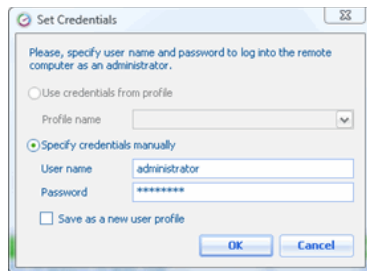 Set Credentials
Please, specify user name and password to log into the remote
computer as an administrator.
Use credentials from profile
Profile name
Specify credentials manually
User name administrator
Password ********
Save as a new user profile
OK Cancel